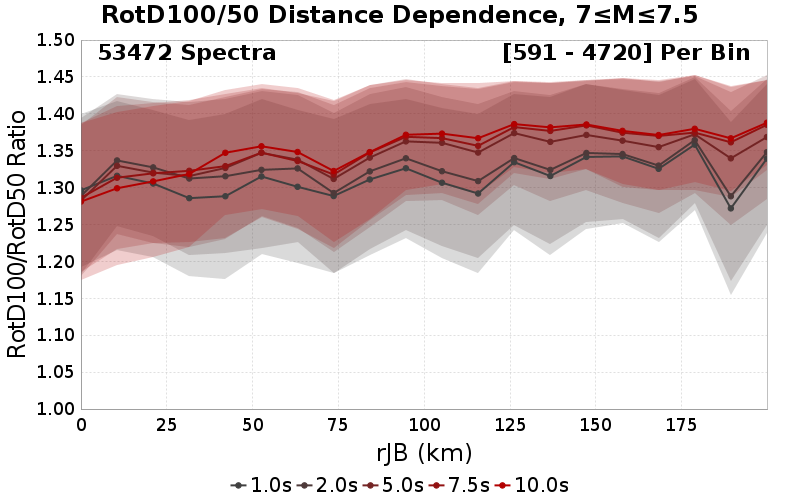 RotD100/50 Distance Dependence, 7≤M≤7.5
53472 Spectra
[591 - 4720] Per Bin
RotD100/RotD50 Ratio
1.50
1.45
1.40
1.35
1.30
1.25
1.20
1.15
1.10
1.05
1.00
0 25 50 75 100 125 150 175
rJB (km)
1.0s 2.0s 5.0s 7.5s 10.0s